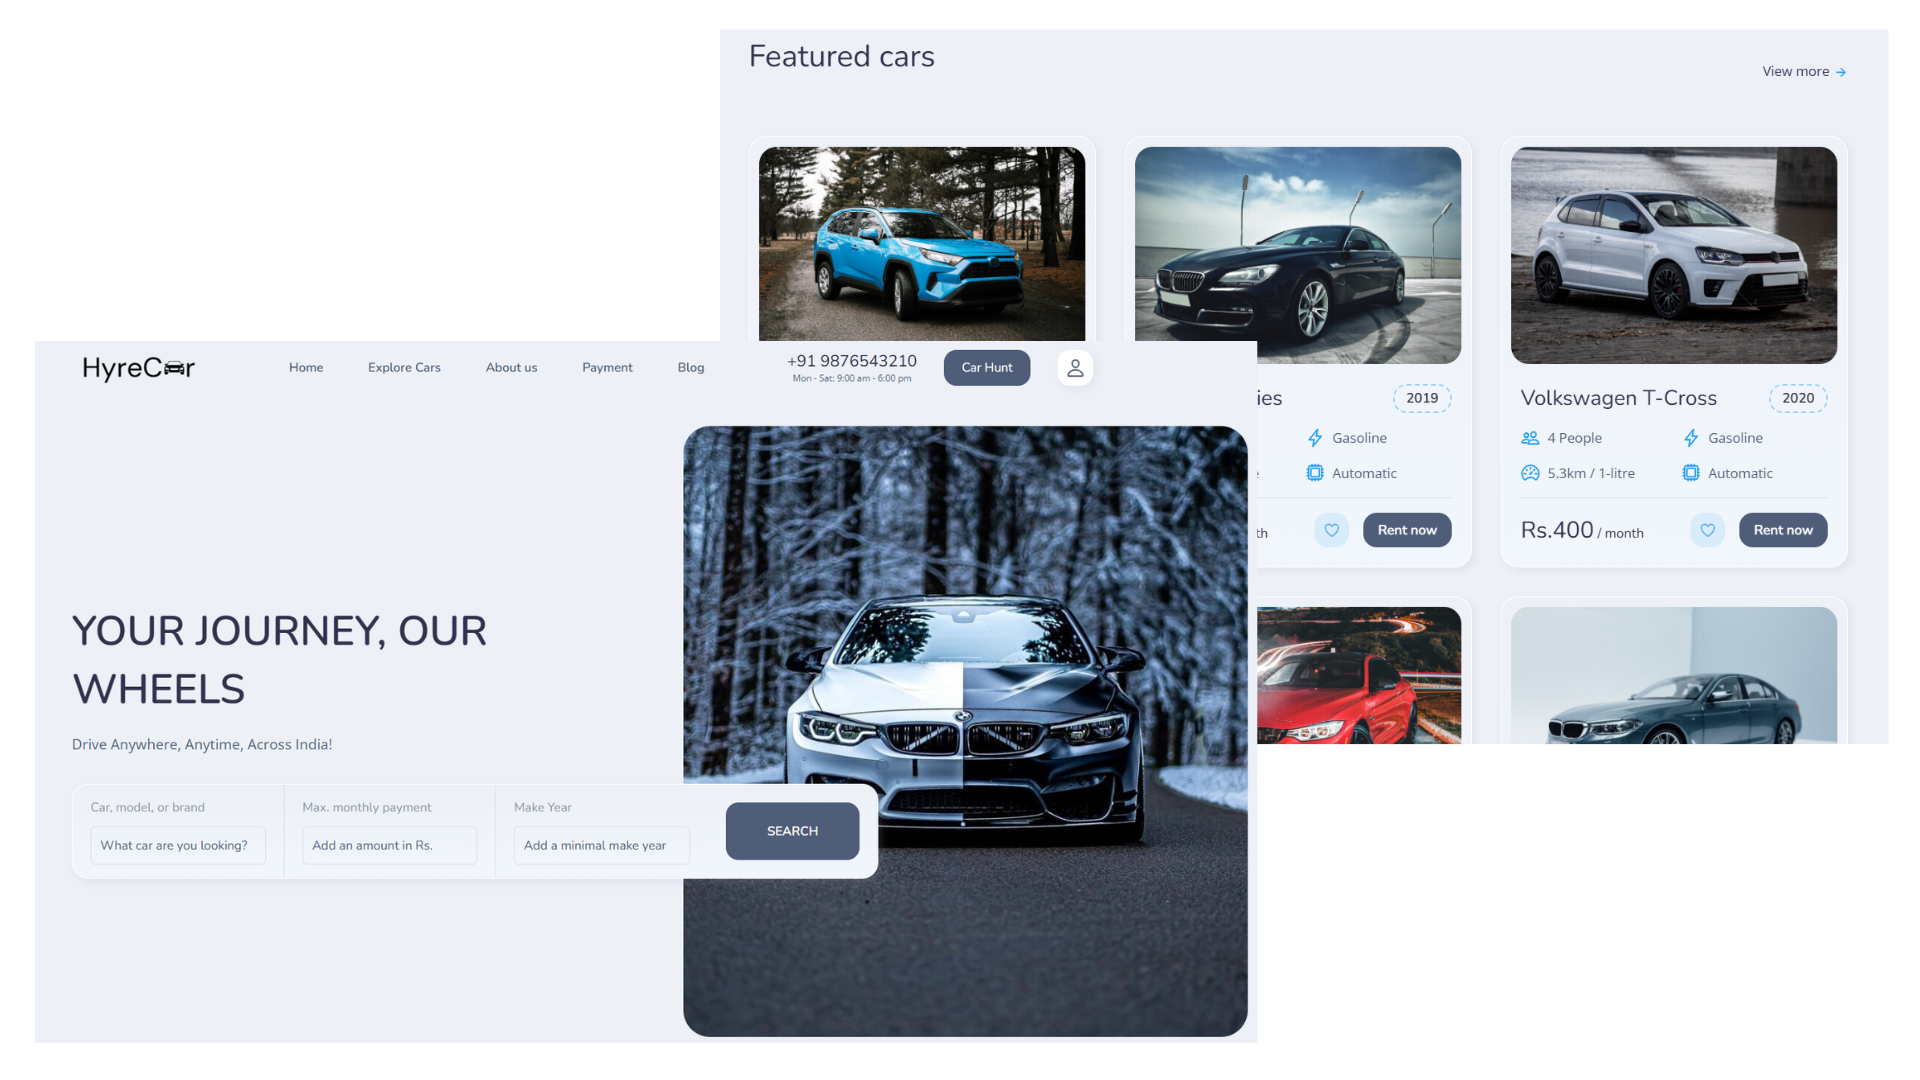 Featured cars
View more
HyreCar
Home
Explore Cars
About us
Payment
Blog
+91 9876543210
Mon - Sat: 9:00 am - 6:00 pm
Car Hunt
YOUR JOURNEY, OUR
WHEELS
Drive Anywhere, Anytime, Across India!
Car, model, or brand
What car are you looking?
Max. monthly payment
Add an amount in Rs.
Make Year
Add a minimal make year
SEARCH
ies
2019
Gasoline
Automatic
th
Rent now
Volkswagen T-Cross
2020
4 People
Gasoline
5.3km / 1-litre
Automatic
Rs.400 / month
Rent now